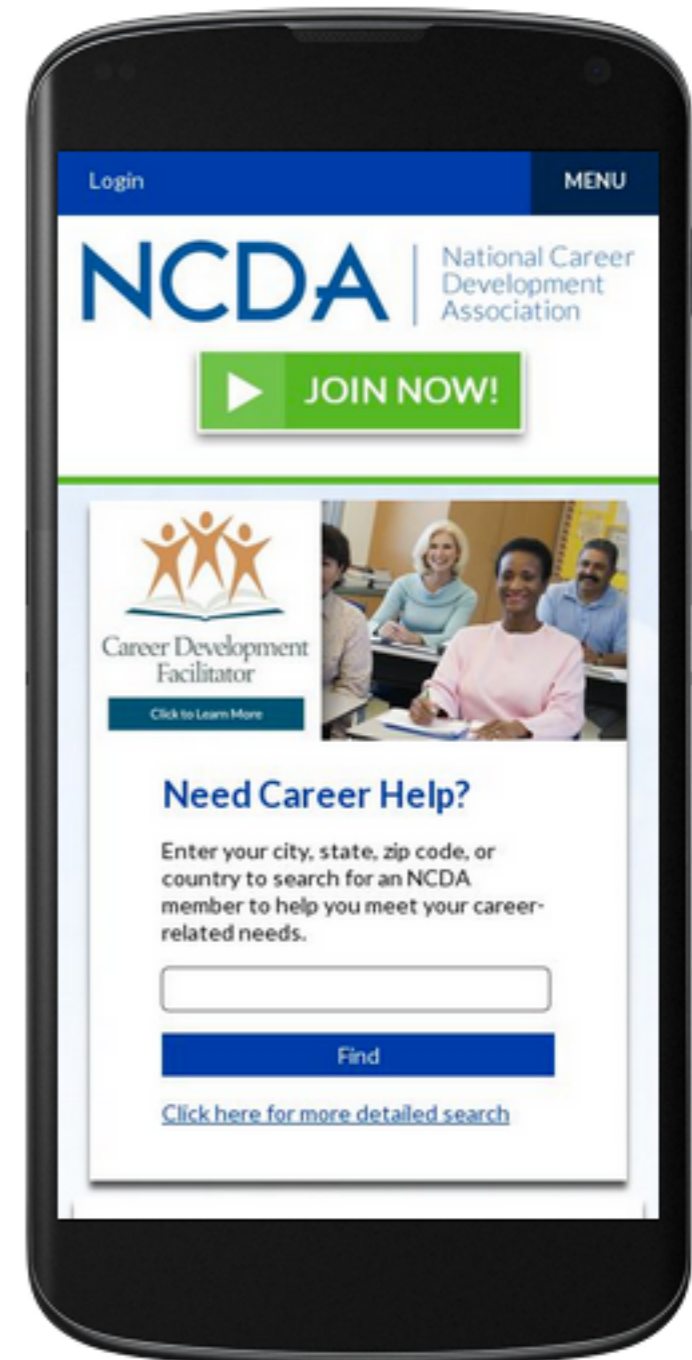 Login
MENU
NCDA
National Career
Development
Association
JOIN NOW!
Career Development
Facilitator
Click to Learn More
Need Career Help?
Enter your city, state, zip code, or
country to search for an NCDA
member to help you meet your career-
related needs.
Find
Click here for more detailed search